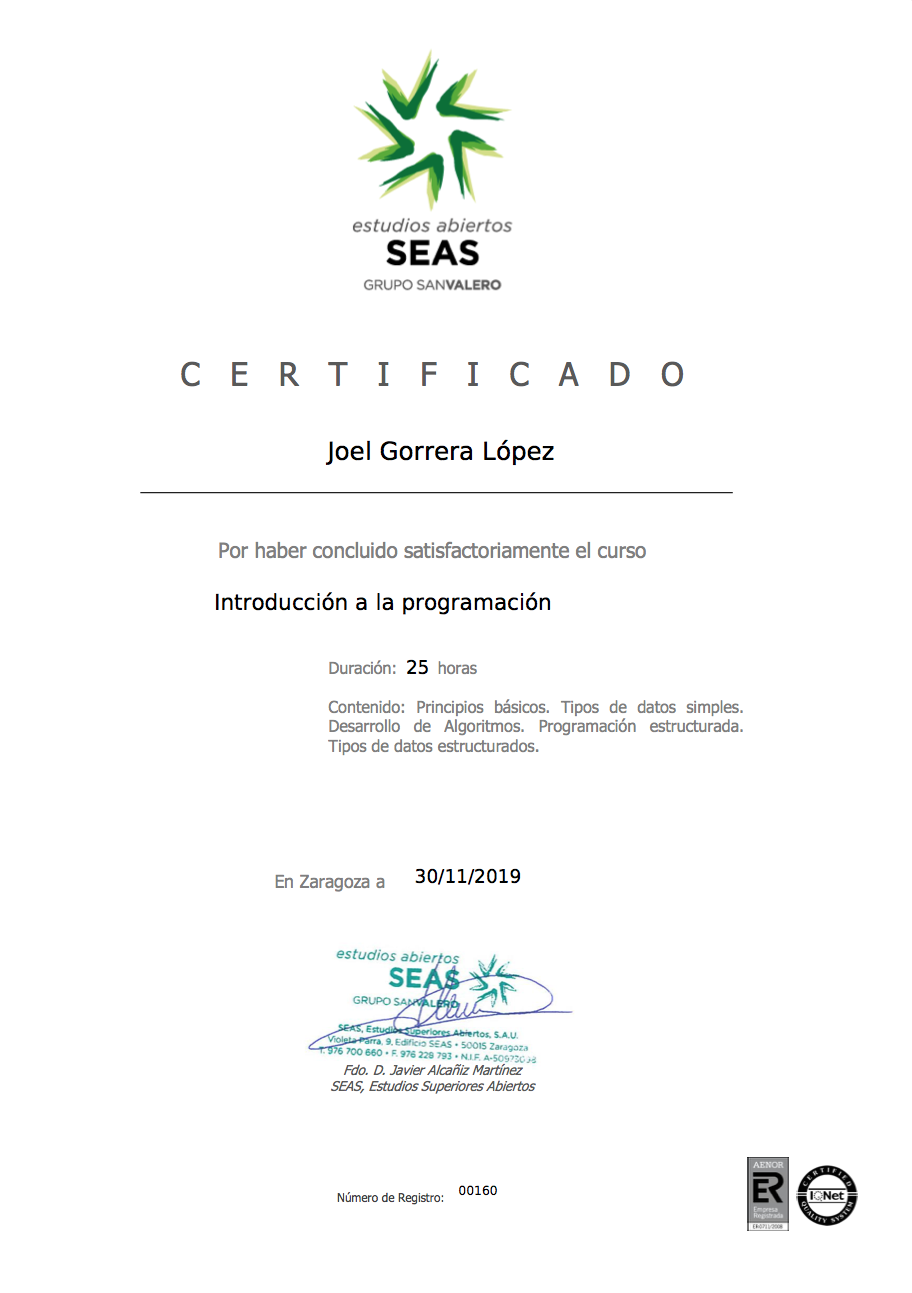 estudios abiertos
SEAS
GRUPO SANVALERO
C E R T I F I C A D O
Joel Gorrera López
Por haber concluido satisfactoriamente el curso
Introducción a la programación
Duración: 25 horas
Contenido: Principios básicos. Tipos de datos simples.
Desarrollo de Algoritmos. Programación estructurada.
Tipos de datos estructurados.
En Zaragoza a 30/11/2019
estudios abiertos
SEAS
GRUPO SANVALERO
SEAS, Estudios Superiores Abiertos, S.A.U.
Violeta Parra, 9, Edificio SEAS • 50015 Zaragoza
T. 976 700 660 • F. 976 228 793 • N.I.F.
Fdo. D. Javier Alcañiz Martínez
SEAS, Estudios Superiores Abiertos
Número de Registro: 00160
AENOR
ER
Empresa
Registrada
ER-0711/2008
CERTIFIED
IQNet
QUALITY SYSTEM